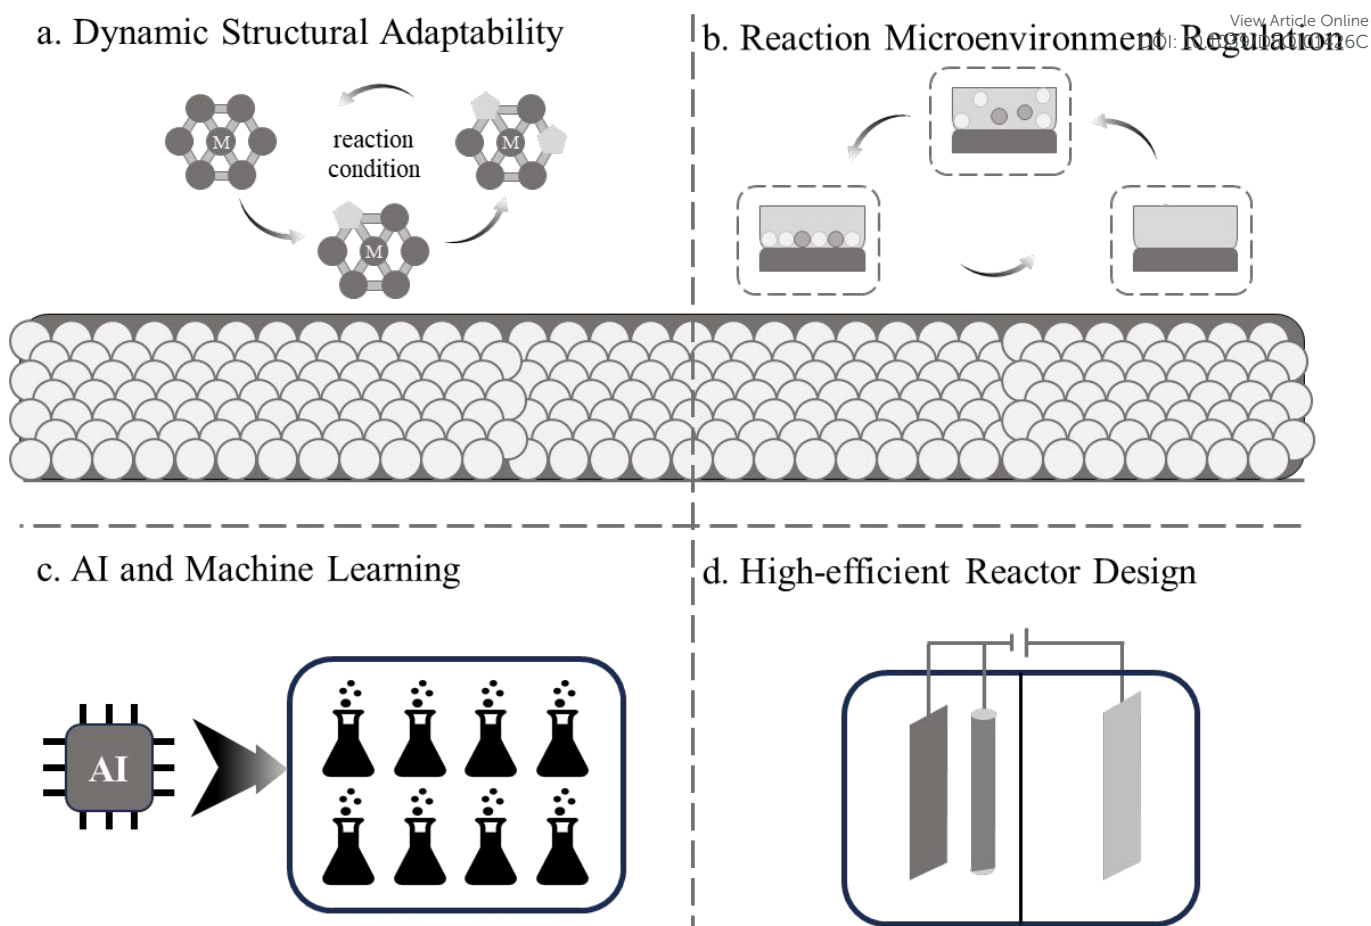 View Article Online
a. Dynamic Structural Adaptability
b. Reaction Microenvironment Regulation
reaction
condition
M
M
M
c. AI and Machine Learning
d. High-efficient Reactor Design
AI